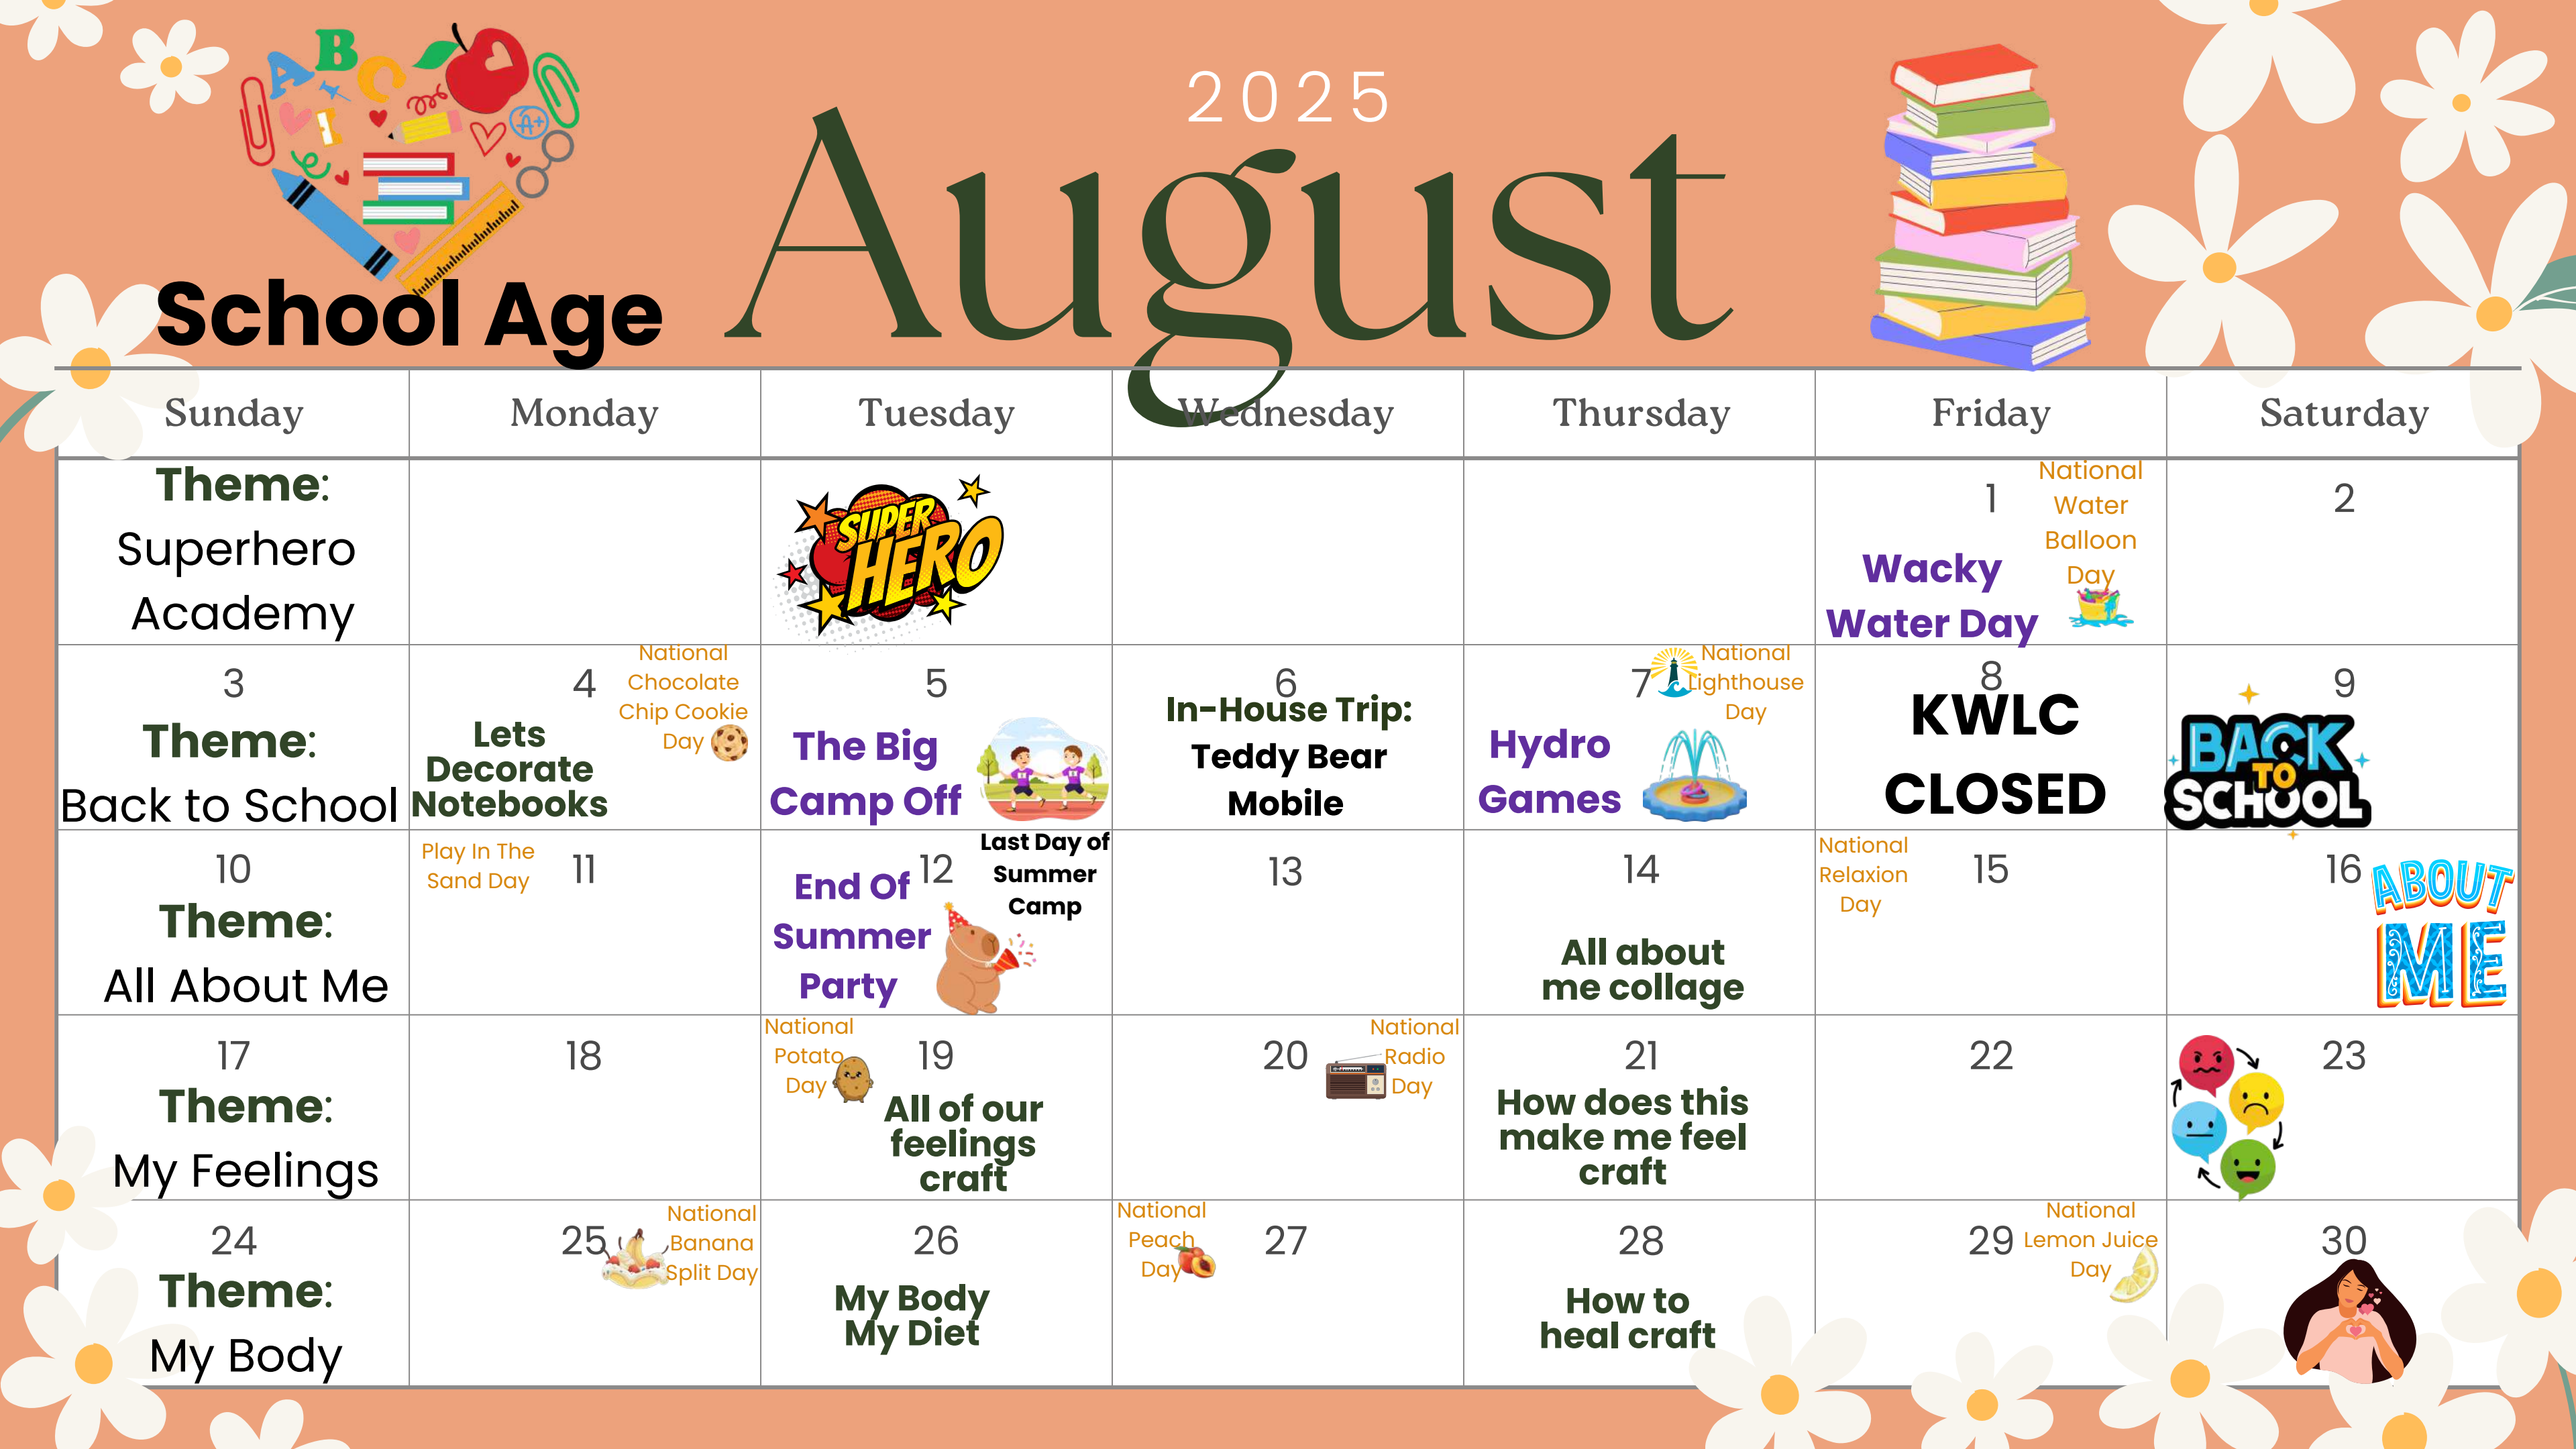 A B C
A+
2025
August
School Age
Sunday Monday Tuesday Wednesday Thursday Friday Saturday
Theme:
Superhero
Academy
SUPER
HERO
1
National
Water
Balloon
Day
Wacky
Water Day
2
3
Theme:
Back to School
4
National
Chocolate
Chip Cookie
Day
Lets
Decorate
Notebooks
5
The Big
Camp Off
6
In-House Trip:
Teddy Bear
Mobile
7
National
Lighthouse
Day
Hydro
Games
8
KWLC
CLOSED
9
BACK
TO
SCHOOL
10
Theme:
All About Me
Play In The
Sand Day
11
12
Last Day of
Summer
Camp
End Of
Summer
Party
13
14
All about
me collage
National
Relaxion
Day
15
16
ABOUT
ME
17
Theme:
My Feelings
18
National
Potato
Day
19
All of our
feelings
craft
20
National
Radio
Day
21
How does this
make me feel
craft
22
23
24
Theme:
My Body
25
National
Banana
Split Day
26
My Body
My Diet
National
Peach
Day
27
28
How to
heal craft
29
National
Lemon Juice
Day
30